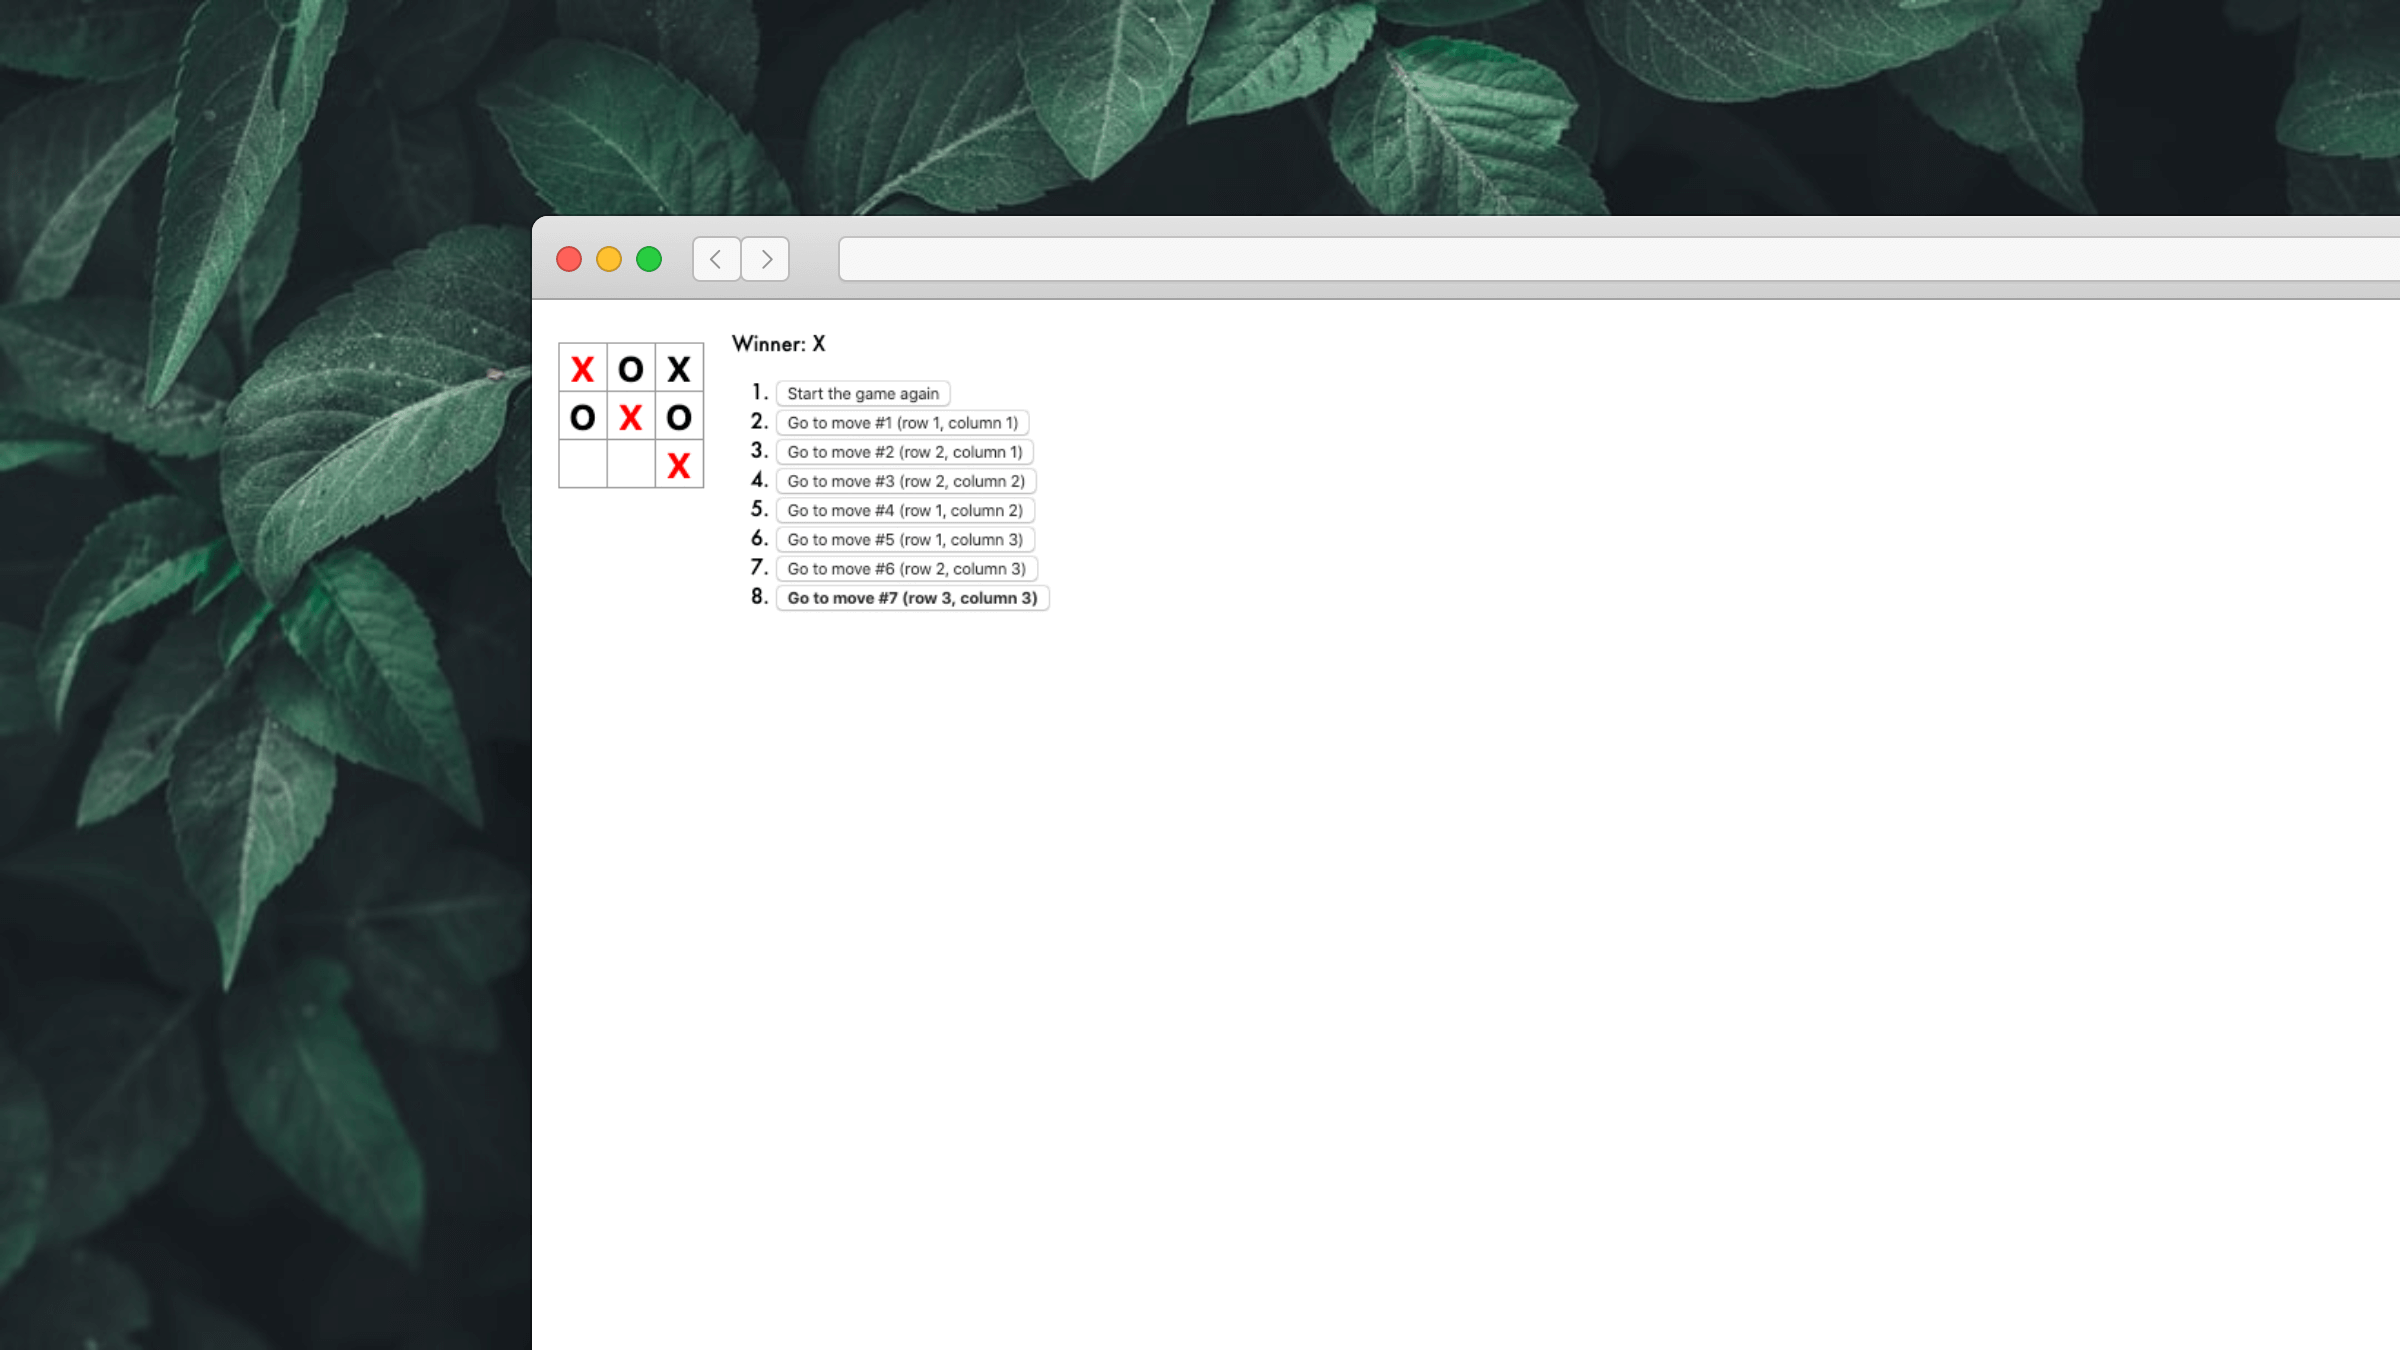 X O X
O X O
X
Winner: X
1. Start the game again
2. Go to move #1 (row 1, column 1)
3. Go to move #2 (row 2, column 1)
4. Go to move #3 (row 2, column 2)
5. Go to move #4 (row 1, column 2)
6. Go to move #5 (row 1, column 3)
7. Go to move #6 (row 2, column 3)
8. Go to move #7 (row 3, column 3)